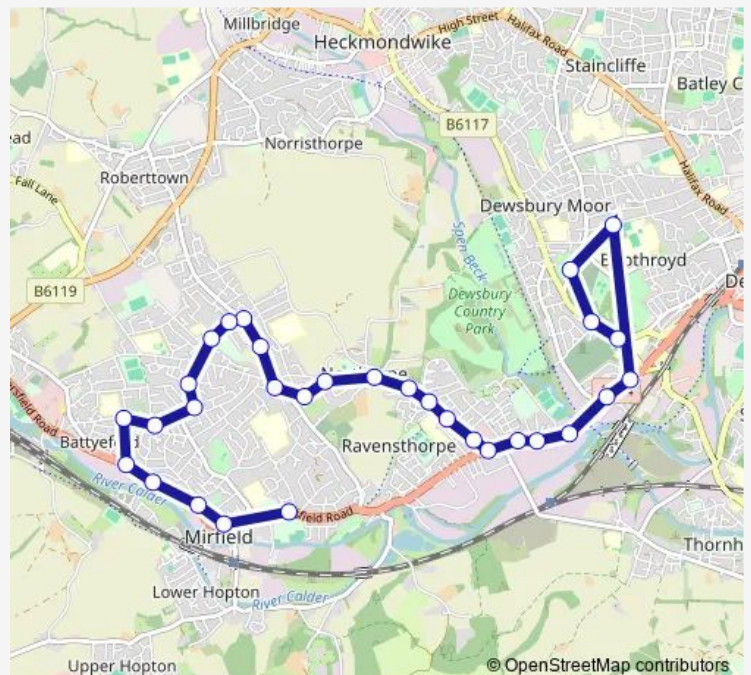 Millbridge
High Street
Halifax Road
Heckmondwike
Staincliffe
Batley C
B6117
ead
Norristhorpe
Roberttown
Fall Lane
Halifax Road
Dewsbury Moor
Spen Beck
B6119
De
Dewsbury
Country
Park
Ravensthorpe
River Calder
sfield Road
Mirfield
Thornh
Lower Hopton
River Calder
Upper Hopton
© OpenStreetMap contributors